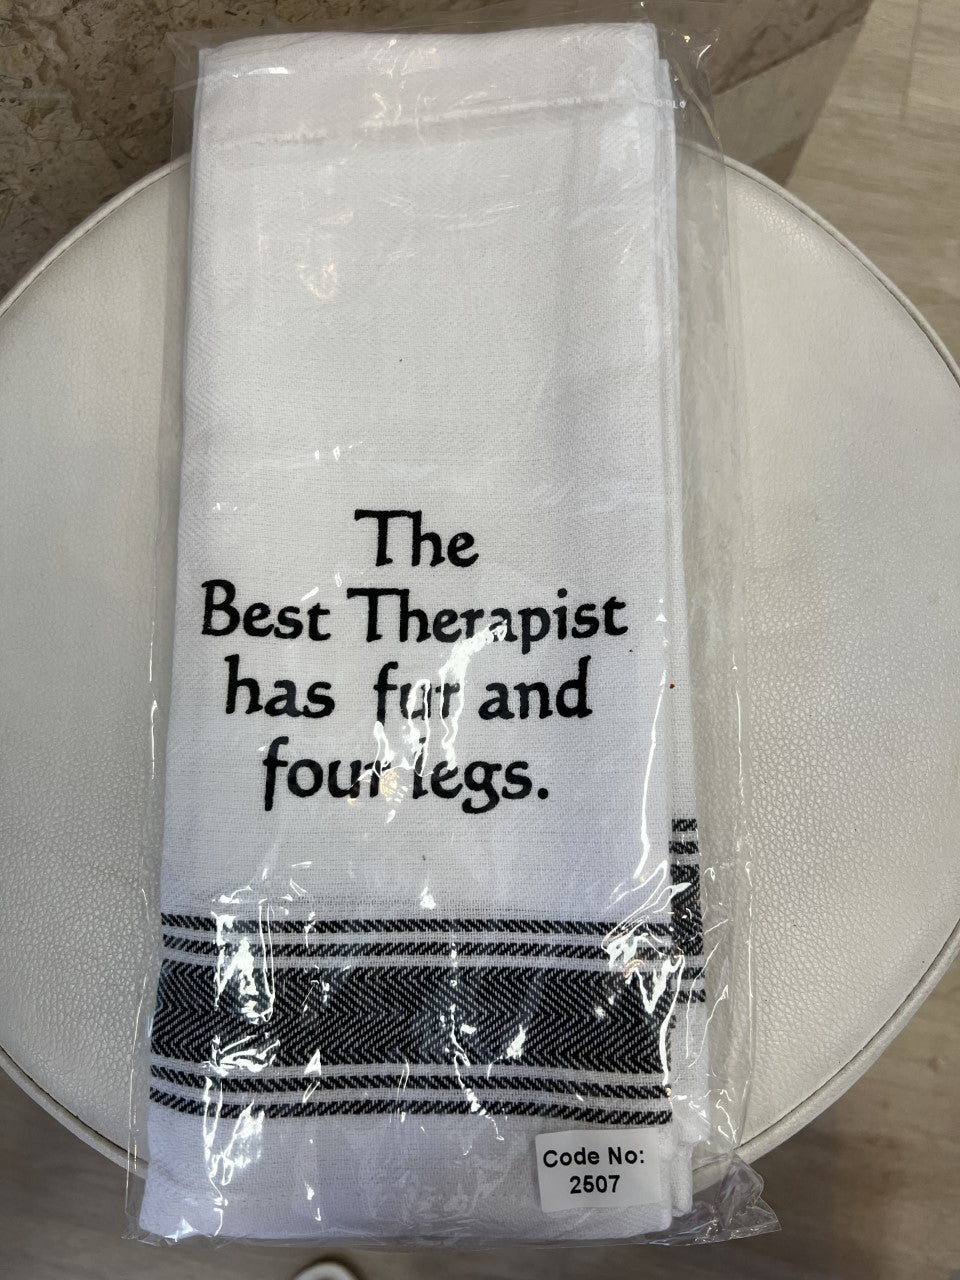 The
Best Therapist
has fur and
four legs.
Code No:
2507